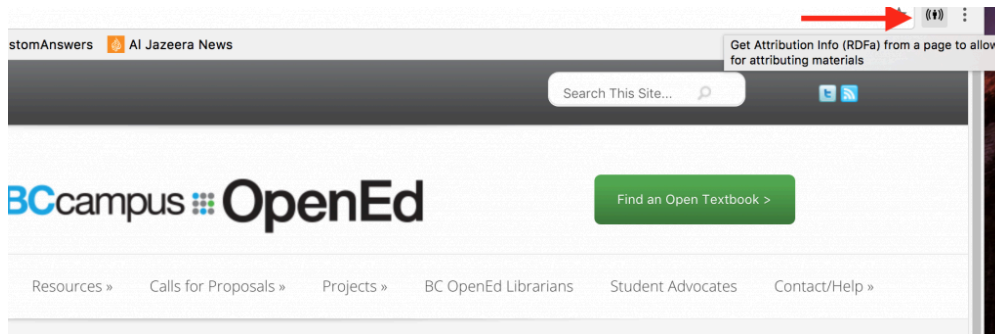 stomAnswers Al Jazeera News
Get Attribution Info (RDFa) from a page to allow
for attributing materials
Search This Site...
BCcampus OpenEd
Find an Open Textbook >
Resources » Calls for Proposals » Projects » BC OpenEd Librarians Student Advocates Contact/Help »